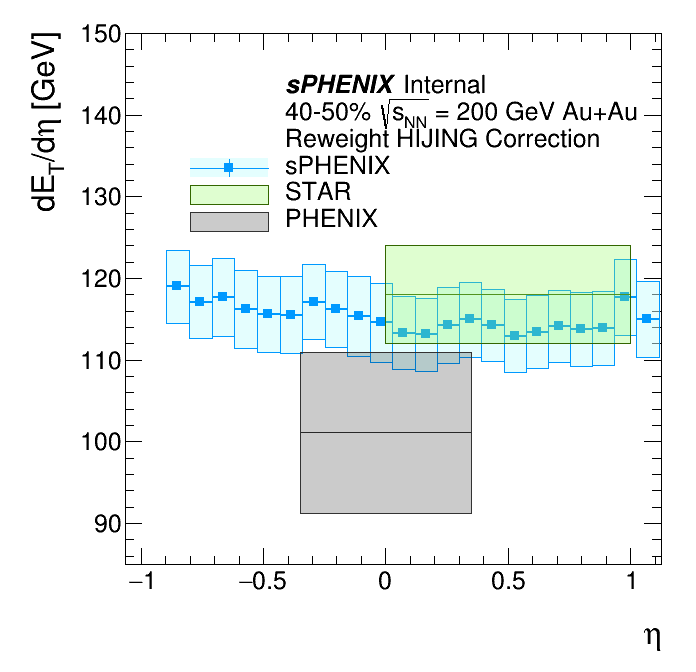 dE_T/dη [GeV]
150
140
130
120
110
100
90
sPHENIX Internal
40-50% √s_NN = 200 GeV Au+Au
Reweight HIJING Correction
sPHENIX
STAR
PHENIX
−1
−0.5
0
0.5
1
η